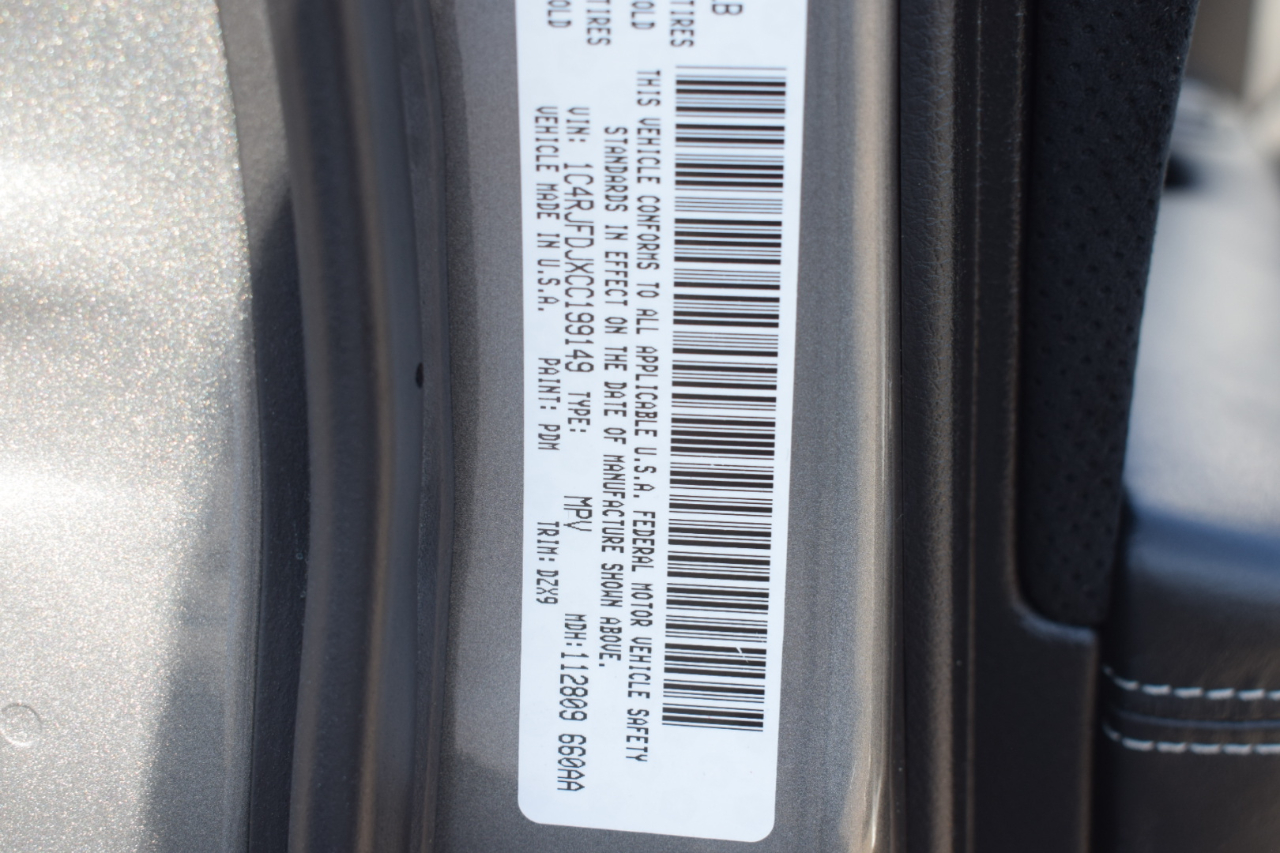 LB
TIRES
OLD
TIRES
OLD
THIS VEHICLE CONFORMS TO ALL APPLICABLE U.S.A. FEDERAL MOTOR VEHICLE SAFETY
STANDARDS IN EFFECT ON THE DATE OF MANUFACTURE SHOWN ABOVE.
VIN: 1C4RJFDJXCC199149 TYPE: MPV MDH:112809 660AA
VEHICLE MADE IN U.S.A. PAINT: PDM TRIM: DZX9